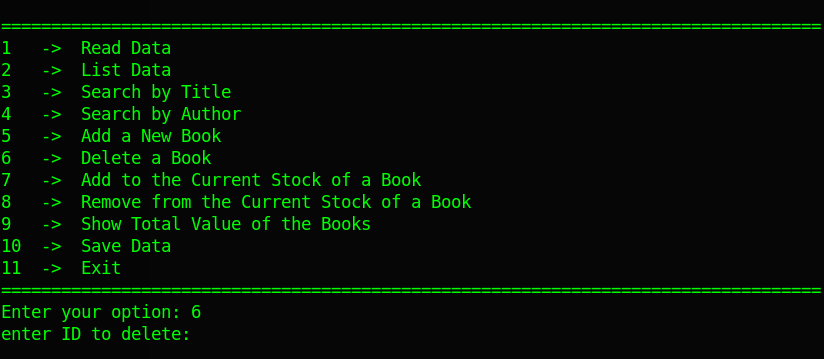 ==================================================================================
1   ->  Read Data
2   ->  List Data
3   ->  Search by Title
4   ->  Search by Author
5   ->  Add a New Book
6   ->  Delete a Book
7   ->  Add to the Current Stock of a Book
8   ->  Remove from the Current Stock of a Book
9   ->  Show Total Value of the Books
10  ->  Save Data
11  ->  Exit
==================================================================================
Enter your option: 6
enter ID to delete: